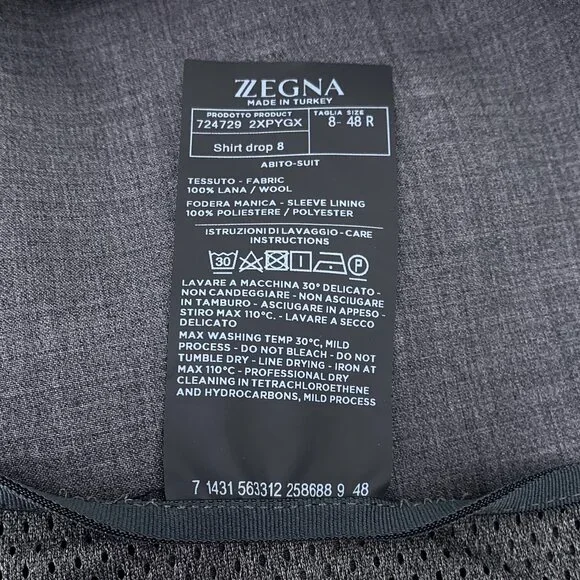 ZZEGNA
MADE IN TURKEY
PRODOTTO PRODUCT TAGLIA SIZE
724729 2XPYGX 8- 48 R
Shirt drop 8
ABITO-SUIT
TESSUTO - FABRIC
100% LANA / WOOL
FODERA MANICA - SLEEVE LINING
100% POLIESTERE / POLYESTER
ISTRUZIONI DI LAVAGGIO - CARE
INSTRUCTIONS
30 P
LAVARE A MACCHINA 30° DELICATO -
NON CANDEGGIARE - NON ASCIUGARE
IN TAMBURO - ASCIUGARE IN APPESO -
STIRO MAX 110°C. - LAVARE A SECCO
DELICATO
MAX WASHING TEMP 30°C, MILD
PROCESS - DO NOT BLEACH - DO NOT
TUMBLE DRY - LINE DRYING - IRON AT
MAX 110°C - PROFESSIONAL DRY
CLEANING IN TETRACHLOROETHENE
AND HYDROCARBONS, MILD PROCESS
7 1431 563312 258688 9 48